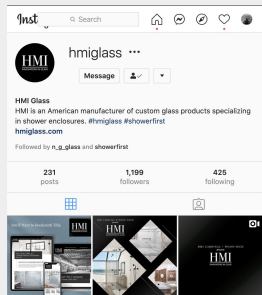 Inst
Search
HMI
hmiglass •••
Message
HMI Glass
HMI is an American manufacturer of custom glass products specializing
in shower enclosures. #hmiglass #showerfirst
hmiglass.com
Followed by n_g_glass and showerfirst
231 1,199 425
posts followers following
HMI
HMI
HMI